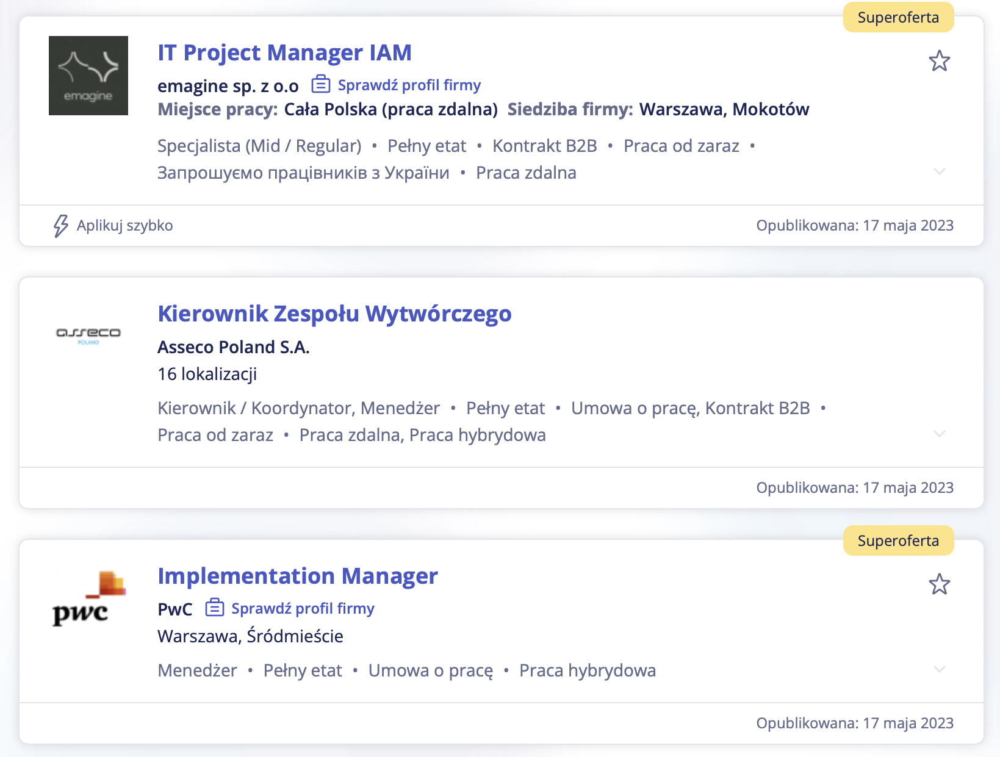 Superoferta
emagine
IT Project Manager IAM
emagine sp. z o.o Sprawdź profil firmy
Miejsce pracy: Cała Polska (praca zdalna) Siedziba firmy: Warszawa, Mokotów
Specjalista (Mid / Regular) • Pełny etat • Kontrakt B2B • Praca od zaraz •
Запрошуємо працівників з України • Praca zdalna
Aplikuj szybko
Opublikowana: 17 maja 2023
asseco
POLAND
Kierownik Zespołu Wytwórczego
Asseco Poland S.A.
16 lokalizacji
Kierownik / Koordynator, Menedżer • Pełny etat • Umowa o pracę, Kontrakt B2B •
Praca od zaraz • Praca zdalna, Praca hybrydowa
Opublikowana: 17 maja 2023
Superoferta
pwc
Implementation Manager
PwC Sprawdź profil firmy
Warszawa, Śródmieście
Menedżer • Pełny etat • Umowa o pracę • Praca hybrydowa
Opublikowana: 17 maja 2023